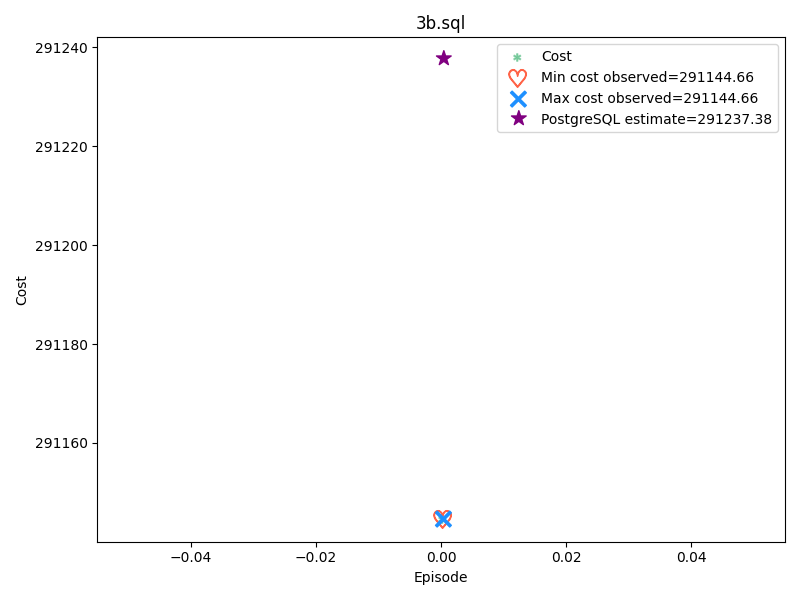 3b.sql
Cost
Min cost observed=291144.66
Max cost observed=291144.66
PostgreSQL estimate=291237.38
291240
291220
291200
291180
291160
Cost
−0.04
−0.02
0.00
0.02
0.04
Episode